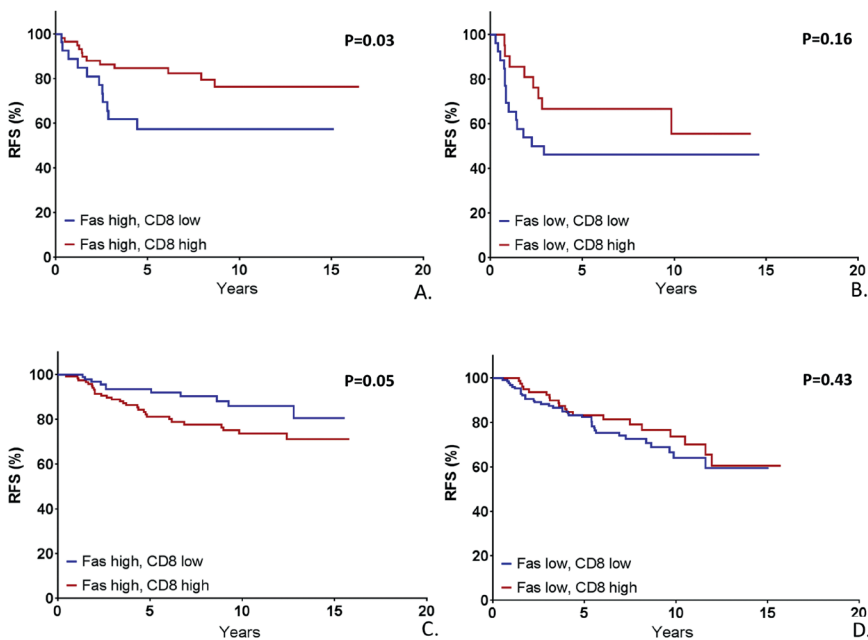 P=0.03
100
80
60
40
20
0
RFS (%)
Fas high, CD8 low
Fas high, CD8 high
0 5 10 15 20
Years
A.
P=0.16
100
80
60
40
20
0
RFS (%)
Fas low, CD8 low
Fas low, CD8 high
0 5 10 15 20
Years
B.
P=0.05
100
80
60
40
20
0
RFS (%)
Fas high, CD8 low
Fas high, CD8 high
0 5 10 15 20
Years
C.
P=0.43
100
80
60
40
20
0
RFS (%)
Fas low, CD8 low
Fas low, CD8 high
0 5 10 15 20
Years
D.